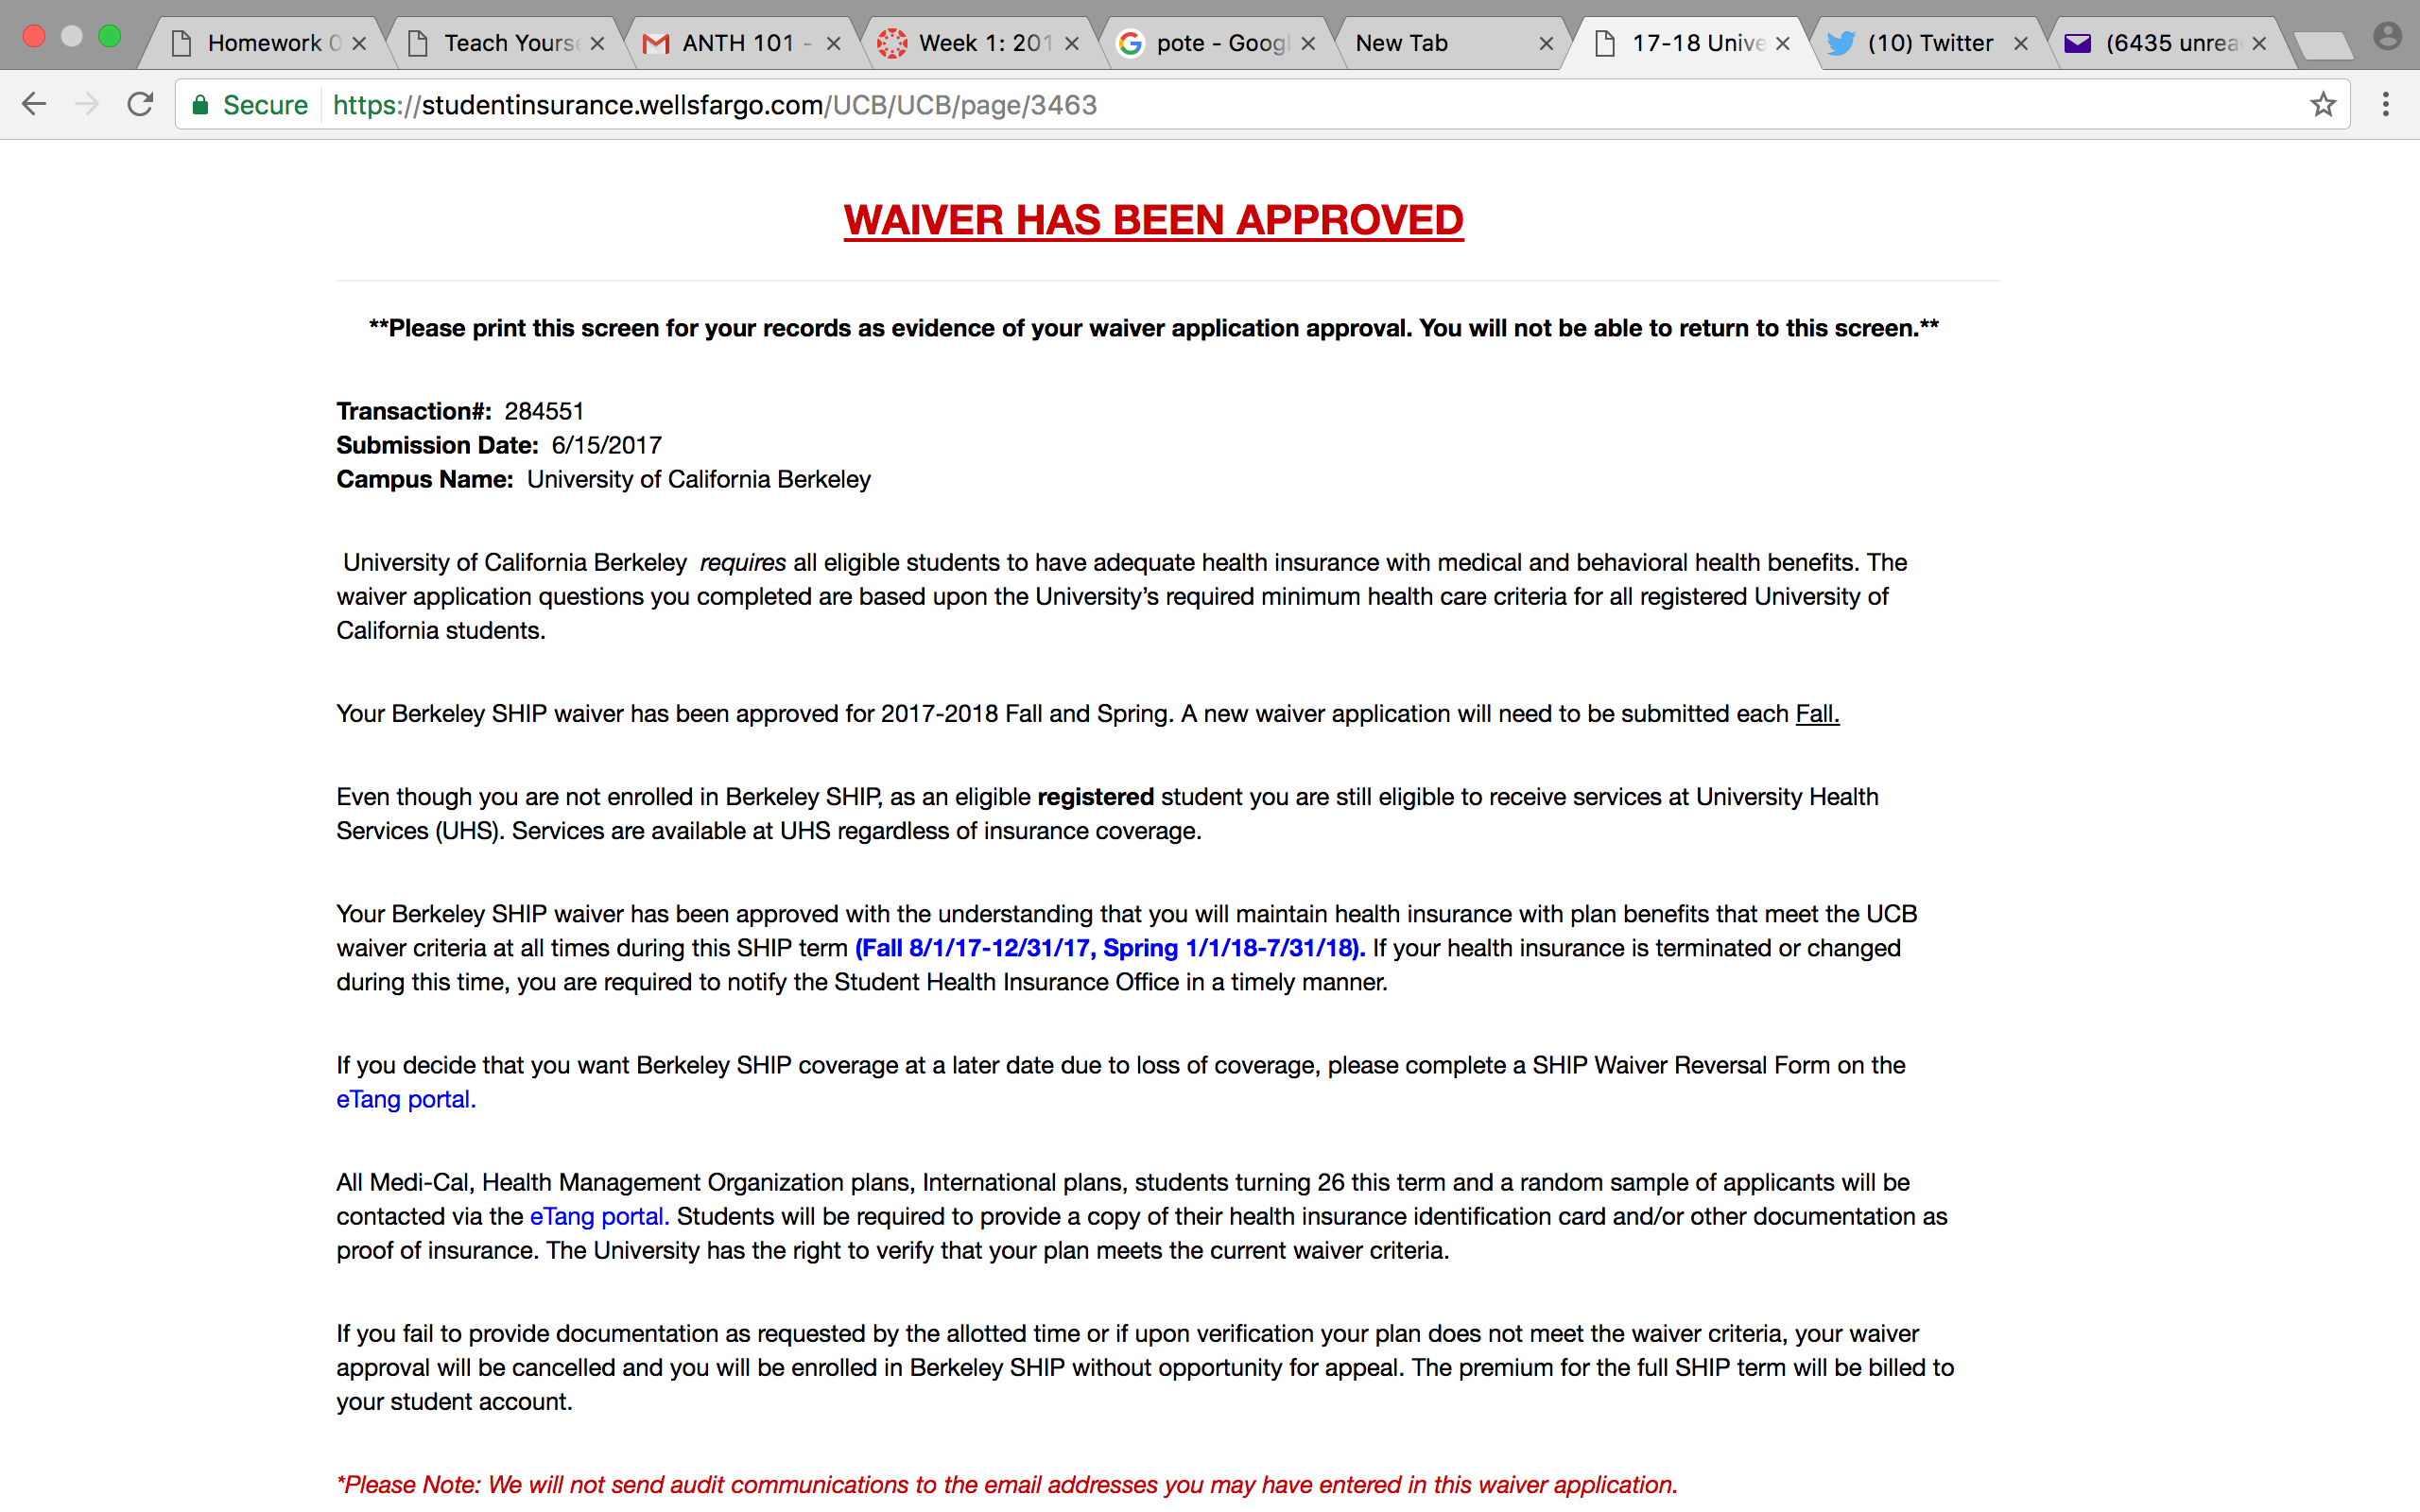 Homework 0
Teach Yourse
ANTH 101 -
Week 1: 201
pote - Googl
New Tab
17-18 Unive
(10) Twitter
(6435 unrea
Secure https://studentinsurance.wellsfargo.com/UCB/UCB/page/3463
WAIVER HAS BEEN APPROVED
**Please print this screen for your records as evidence of your waiver application approval. You will not be able to return to this screen.**
Transaction#: 284551
Submission Date: 6/15/2017
Campus Name: University of California Berkeley
University of California Berkeley requires all eligible students to have adequate health insurance with medical and behavioral health benefits. The
waiver application questions you completed are based upon the University's required minimum health care criteria for all registered University of
California students.
Your Berkeley SHIP waiver has been approved for 2017-2018 Fall and Spring. A new waiver application will need to be submitted each Fall.
Even though you are not enrolled in Berkeley SHIP, as an eligible registered student you are still eligible to receive services at University Health
Services (UHS). Services are available at UHS regardless of insurance coverage.
Your Berkeley SHIP waiver has been approved with the understanding that you will maintain health insurance with plan benefits that meet the UCB
waiver criteria at all times during this SHIP term (Fall 8/1/17-12/31/17, Spring 1/1/18-7/31/18). If your health insurance is terminated or changed
during this time, you are required to notify the Student Health Insurance Office in a timely manner.
If you decide that you want Berkeley SHIP coverage at a later date due to loss of coverage, please complete a SHIP Waiver Reversal Form on the
eTang portal.
All Medi-Cal, Health Management Organization plans, International plans, students turning 26 this term and a random sample of applicants will be
contacted via the eTang portal. Students will be required to provide a copy of their health insurance identification card and/or other documentation as
proof of insurance. The University has the right to verify that your plan meets the current waiver criteria.
If you fail to provide documentation as requested by the allotted time or if upon verification your plan does not meet the waiver criteria, your waiver
approval will be cancelled and you will be enrolled in Berkeley SHIP without opportunity for appeal. The premium for the full SHIP term will be billed to
your student account.
*Please Note: We will not send audit communications to the email addresses you may have entered in this waiver application.